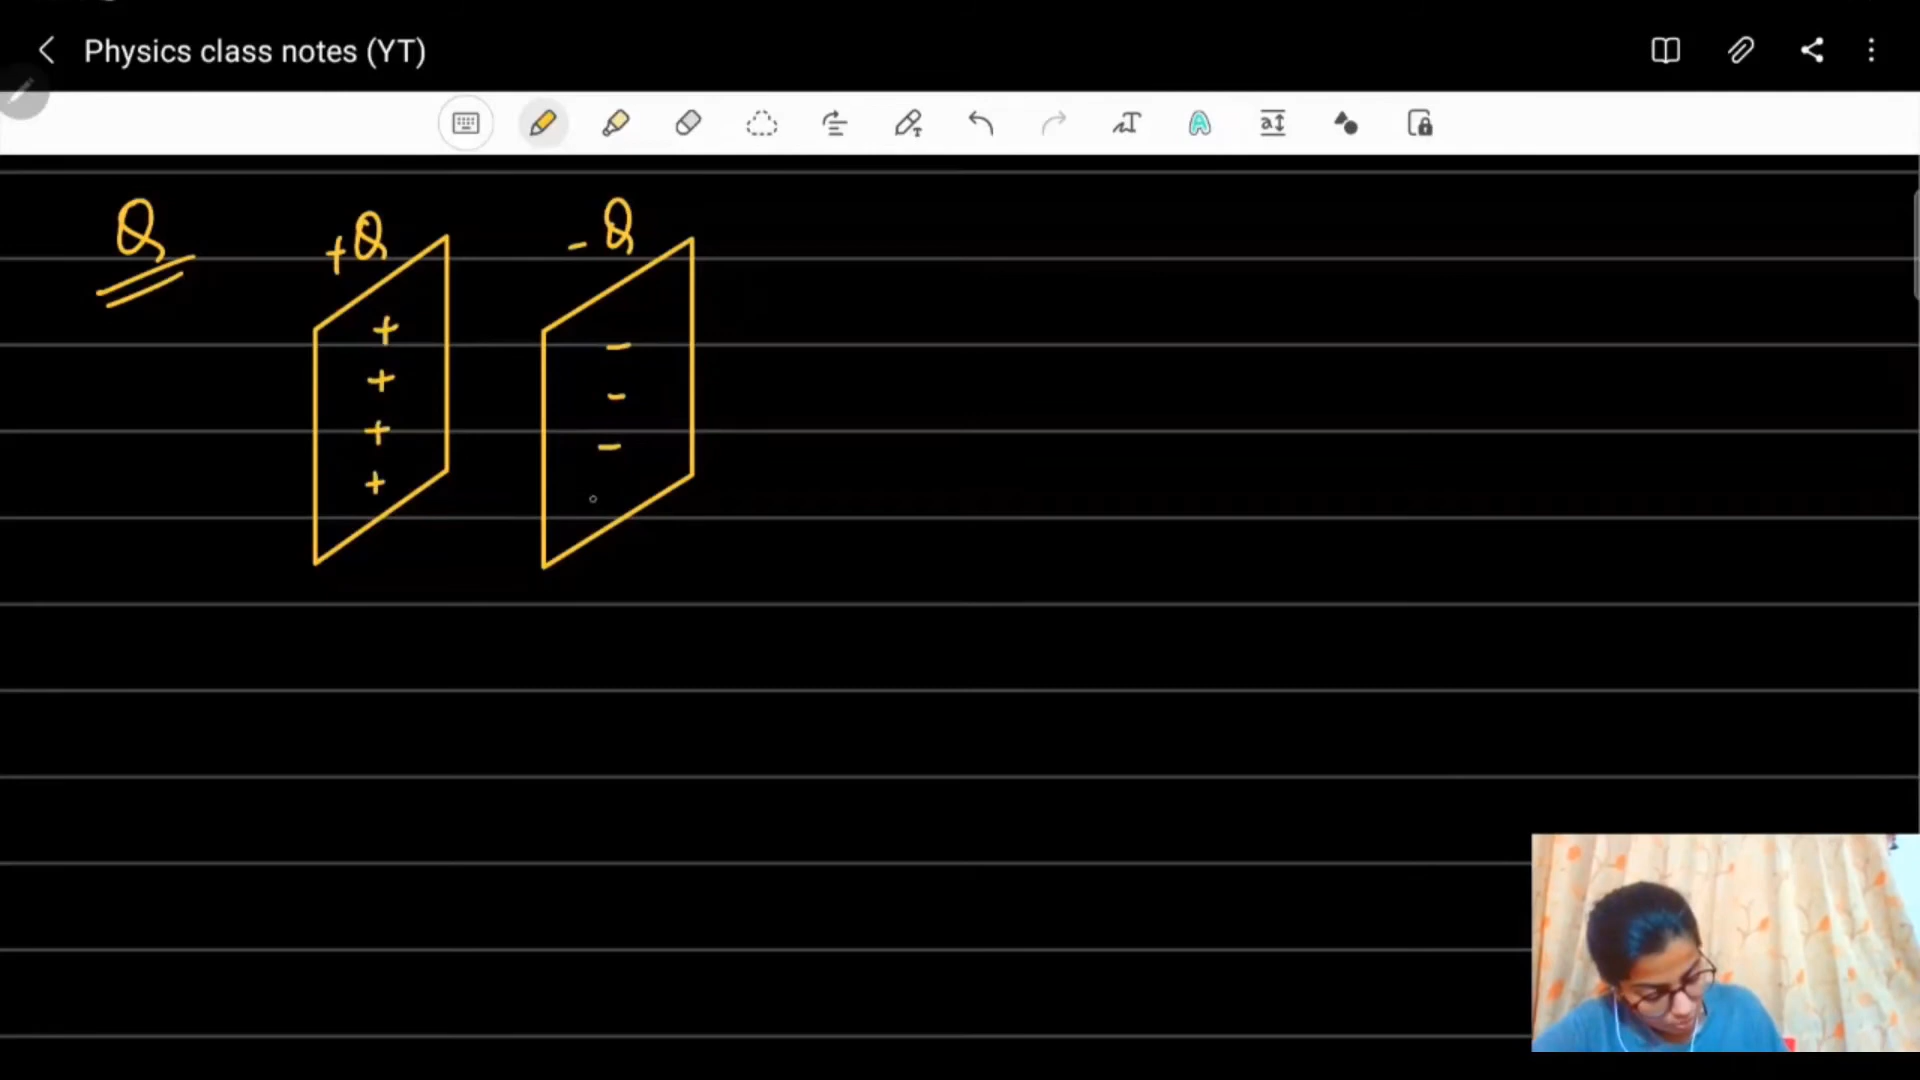 Physics class notes (YT)
Q +Q - Q
+ -
+ -
+ -
+